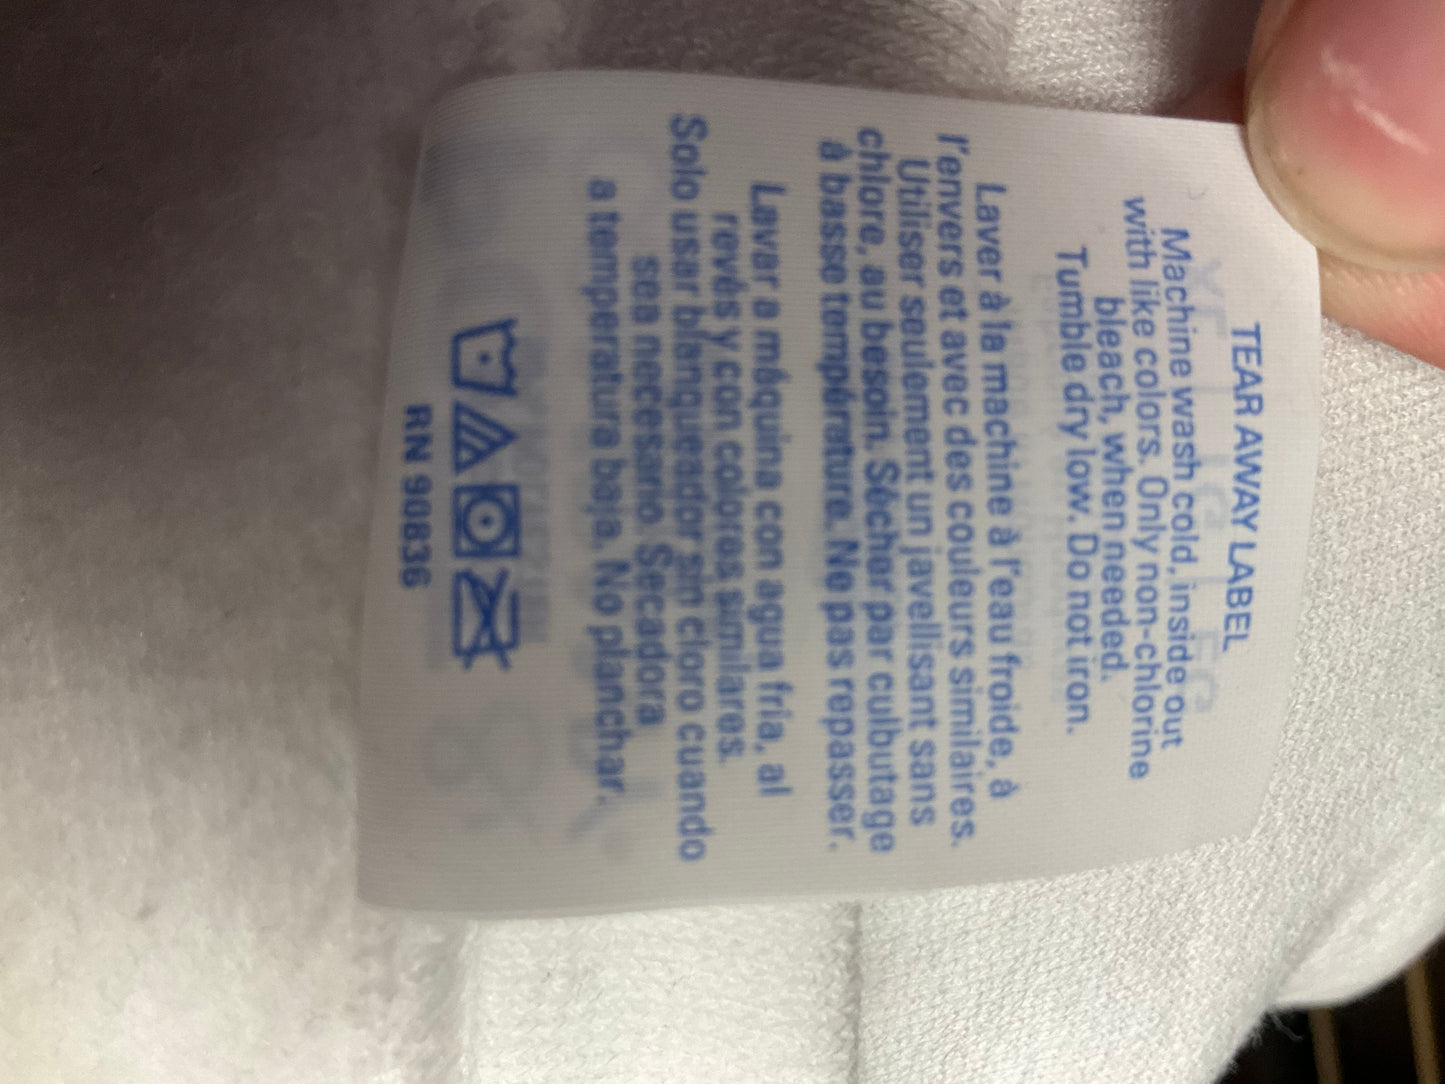 TEAR AWAY LABEL
Machine wash cold, inside out
with like colors. Only non-chlorine
bleach, when needed.
Tumble dry low. Do not iron.
Laver à la machine à l'eau froide, à
l'envers et avec des couleurs similaires.
Utiliser seulement un javellisant sans
chlore, au besoin. Sécher par culbutage
à basse température. Ne pas repasser.
Lavar a máquina con agua fría, al
revés y con colores similares.
Solo usar blanqueador sin cloro cuando
sea necesario. Secadora
a temperatura baja. No planchar.
RN 90836